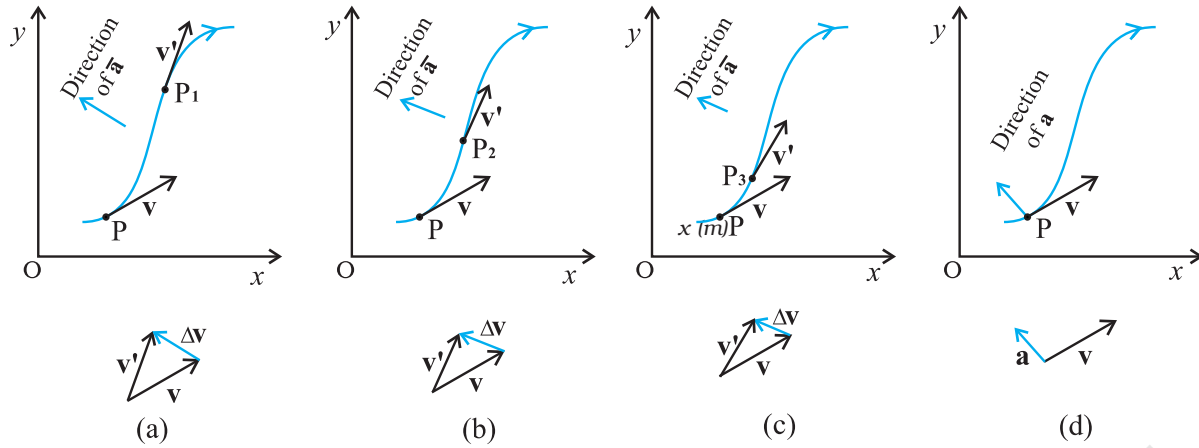 y
v'
Direction
of a̅
P1
v
P
O
x
(a)
Δv
v'
v
y
Direction
of a̅
v'
P2
v
P
O
x
Δv
v'
v
(b)
y
Direction
of a̅
v'
P3
v
x (m)P
O
x
Δv
v'
v
(c)
y
Direction
of a
v
P
O
x
a
v
(d)